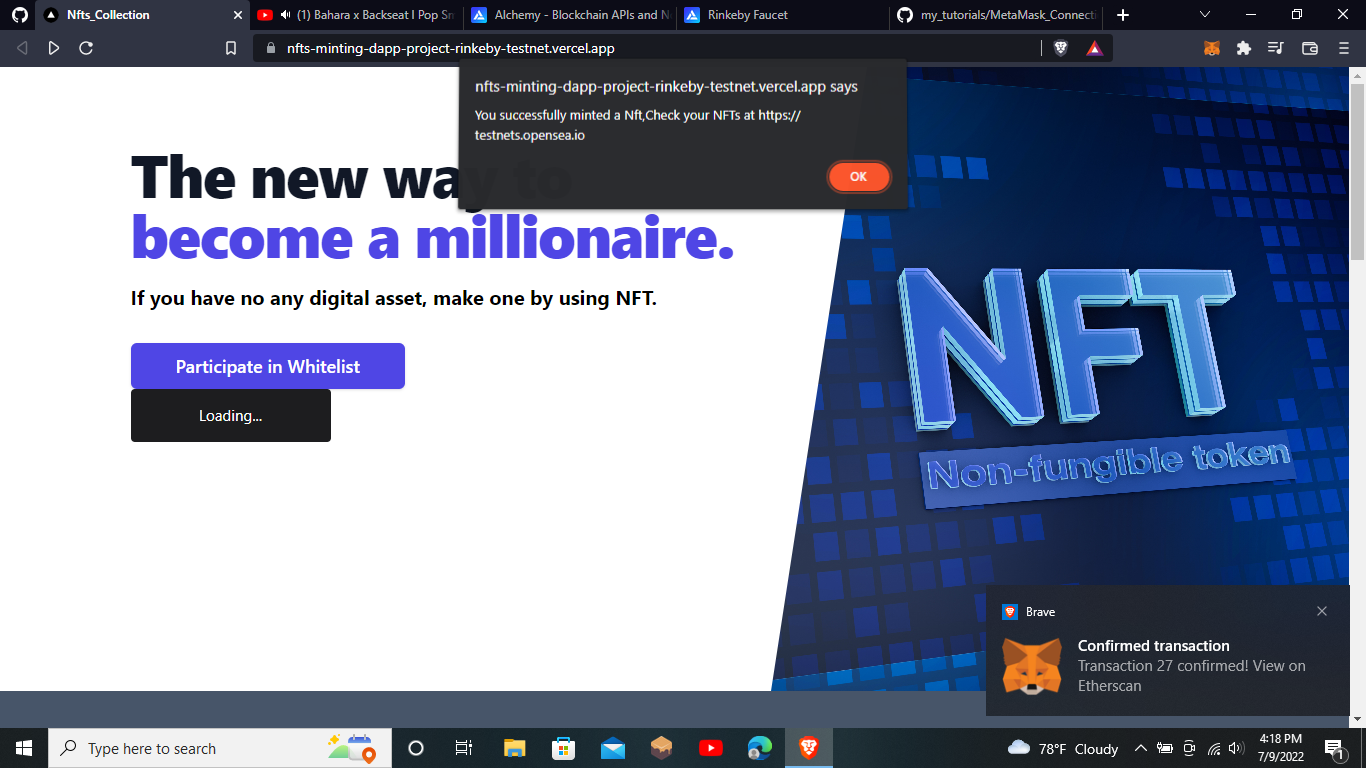 Nfts_Collection
(1) Bahara x Backseat I Pop Sm
Alchemy - Blockchain APIs and N
Rinkeby Faucet
my_tutorials/MetaMask_Connecti
nfts-minting-dapp-project-rinkeby-testnet.vercel.app
nfts-minting-dapp-project-rinkeby-testnet.vercel.app says
You successfully minted a Nft,Check your NFTs at https://
testnets.opensea.io
OK
The new way to
become a millionaire.
If you have no any digital asset, make one by using NFT.
Participate in Whitelist
Loading...
NFT
Non-fungible token
Brave
Confirmed transaction
Transaction 27 confirmed! View on
Etherscan
Type here to search
78°F Cloudy
4:18 PM
7/9/2022
1